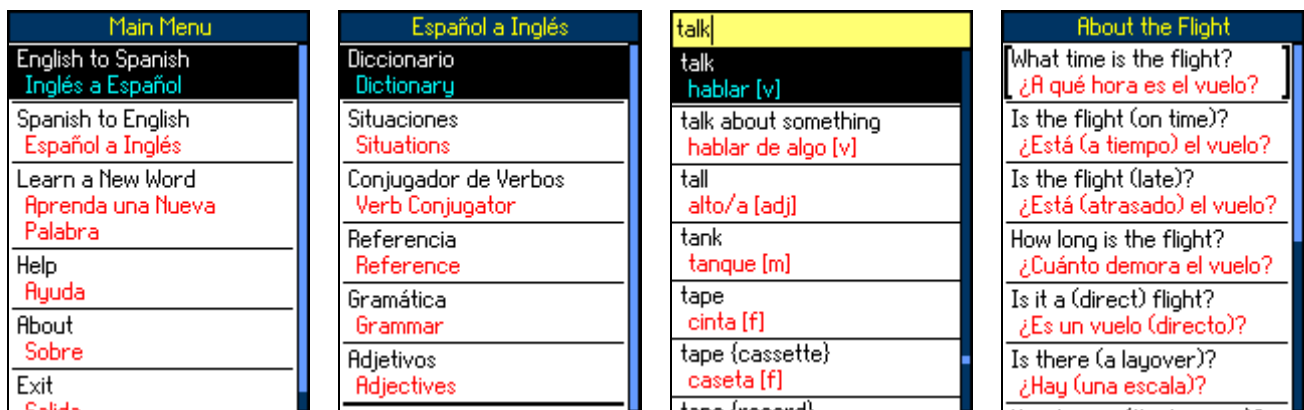 Main Menu
English to Spanish
Inglés a Español
Spanish to English
Español a Inglés
Learn a New Word
Aprenda una Nueva
Palabra
Help
Ayuda
About
Sobre
Exit
Español a Inglés
Diccionario
Dictionary
Situaciones
Situations
Conjugador de Verbos
Verb Conjugator
Referencia
Reference
Gramática
Grammar
Adjetivos
Adjectives
talk
talk
hablar [v]
talk about something
hablar de algo [v]
tall
alto/a [adj]
tank
tanque [m]
tape
cinta [f]
tape {cassette}
caseta [f]
About the Flight
What time is the flight?
¿A qué hora es el vuelo?
Is the flight (on time)?
¿Está (a tiempo) el vuelo?
Is the flight (late)?
¿Está (atrasado) el vuelo?
How long is the flight?
¿Cuánto demora el vuelo?
Is it a (direct) flight?
¿Es un vuelo (directo)?
Is there (a layover)?
¿Hay (una escala)?